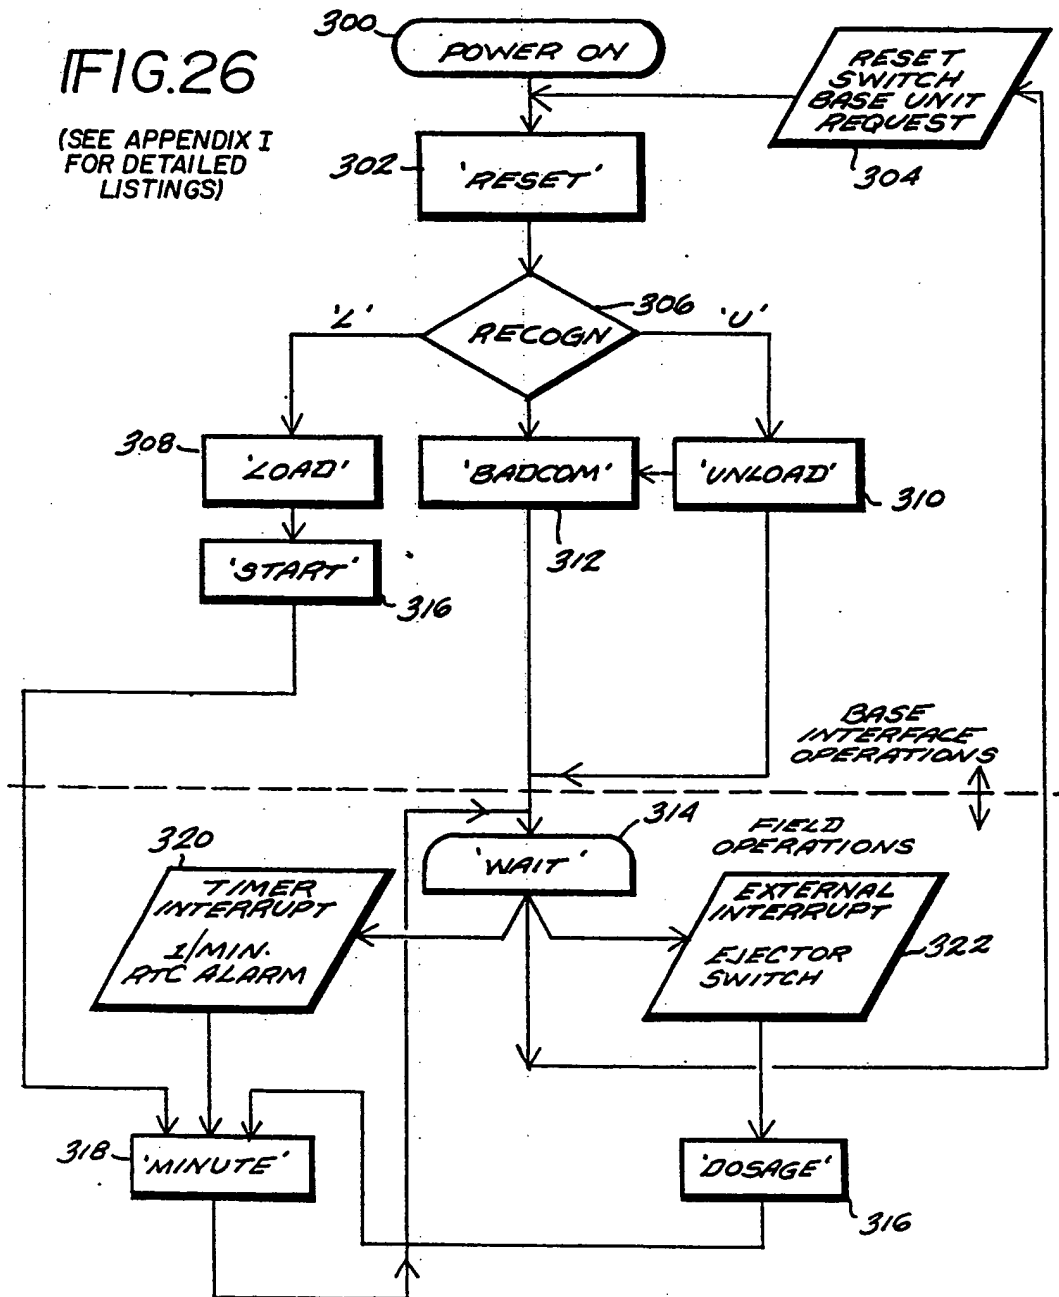 FIG.26
(SEE APPENDIX I
FOR DETAILED
LISTINGS)
300
POWER ON
RESET
SWITCH
BASE UNIT
REQUEST
304
302
'RESET'
306
'L'
RECOGN
'U'
308
'LOAD'
'BADCOM'
'UNLOAD'
310
312
'START'
316
BASE
INTERFACE
OPERATIONS
314
FIELD
OPERATIONS
320
'WAIT'
TIMER
INTERRUPT
1/MIN.
RTC ALARM
EXTERNAL
INTERRUPT
EJECTOR
SWITCH
322
318
'MINUTE'
'DOSAGE'
316